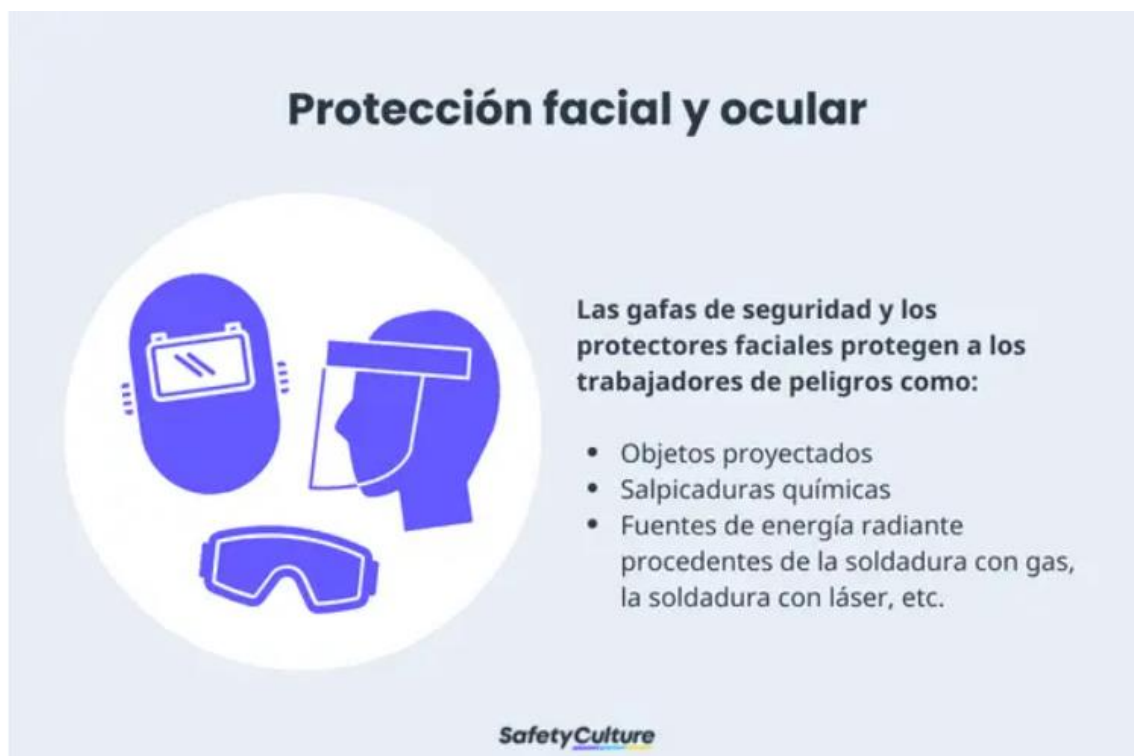 Protección facial y ocular
Las gafas de seguridad y los
protectores faciales protegen a los
trabajadores de peligros como:
• Objetos proyectados
• Salpicaduras químicas
• Fuentes de energía radiante
procedentes de la soldadura con gas,
la soldadura con láser, etc.
SafetyCulture